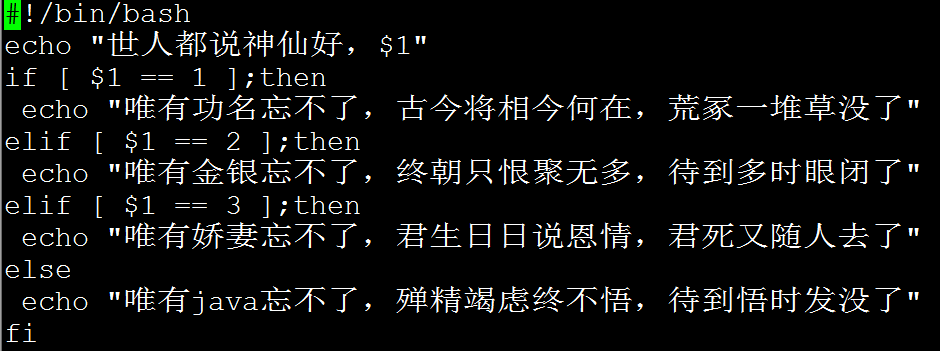 #!/bin/bash
echo "世人都说神仙好，$1"
if [ $1 == 1 ];then
 echo "唯有功名忘不了，古今将相今何在，荒冢一堆草没了"
elif [ $1 == 2 ];then
 echo "唯有金银忘不了，终朝只恨聚无多，待到多时眼闭了"
elif [ $1 == 3 ];then
 echo "唯有娇妻忘不了，君生日日说恩情，君死又随人去了"
else
 echo "唯有java忘不了，殚精竭虑终不悟，待到悟时发没了"
fi